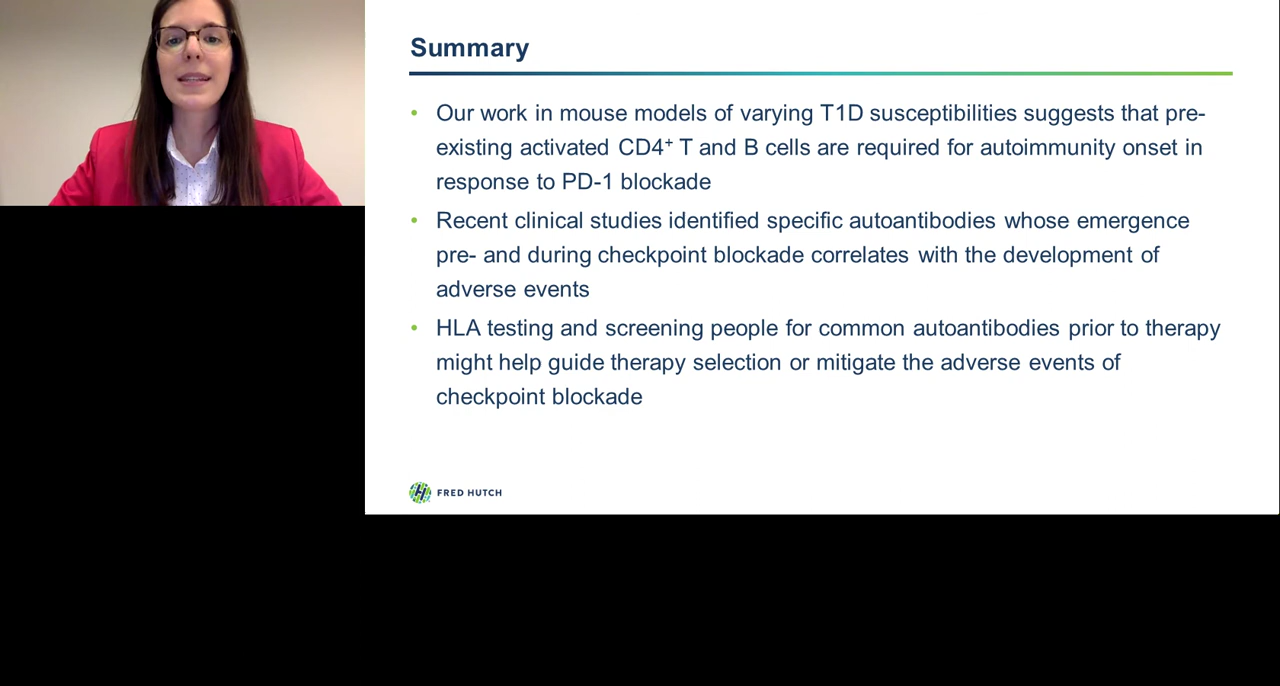 Summary
• Our work in mouse models of varying T1D susceptibilities suggests that pre-
existing activated CD4⁺ T and B cells are required for autoimmunity onset in
response to PD-1 blockade
• Recent clinical studies identified specific autoantibodies whose emergence
pre- and during checkpoint blockade correlates with the development of
adverse events
• HLA testing and screening people for common autoantibodies prior to therapy
might help guide therapy selection or mitigate the adverse events of
checkpoint blockade
FRED HUTCH